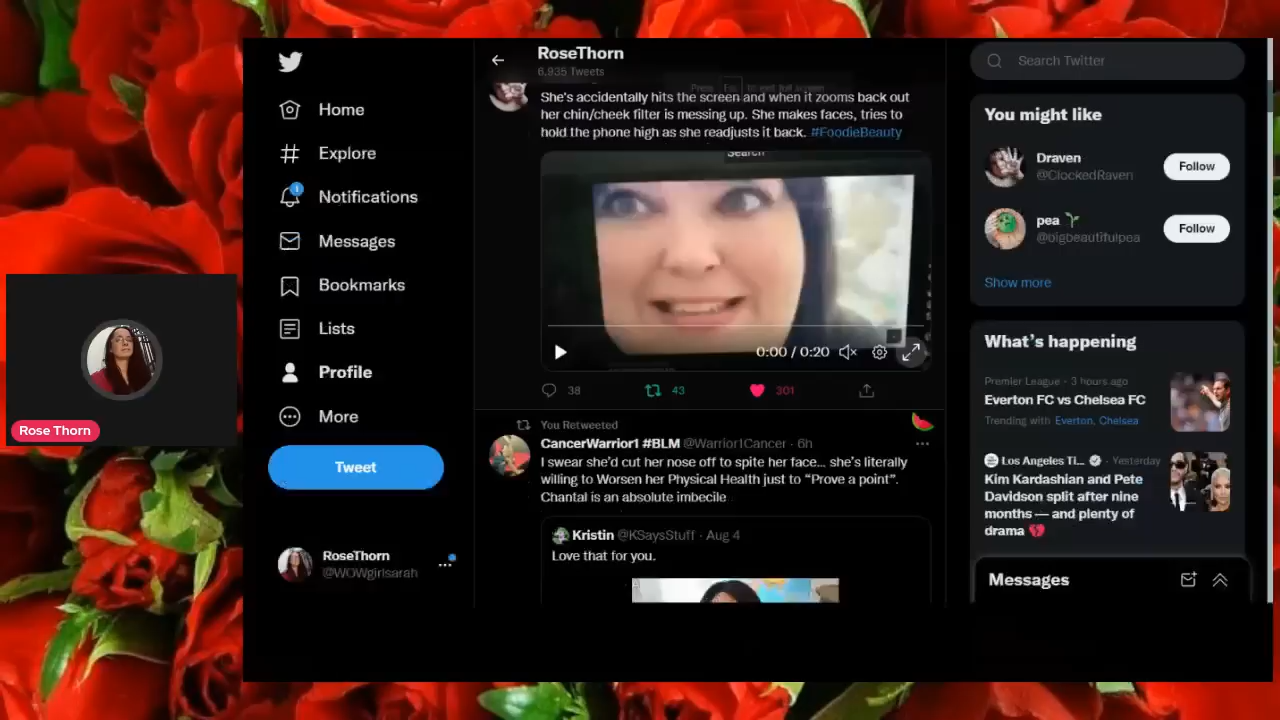 RoseThorn
6,935 Tweets
She's accidentally hits the screen and when it zooms back out
her chin/cheek filter is messing up. She makes faces, tries to
hold the phone high as she readjusts it back. #FoodieBeauty
Search
0:00 / 0:20
38
43
301
You Retweeted
CancerWarrior1 #BLM @Warrior1Cancer · 6h
I swear she'd cut her nose off to spite her face... she's literally
willing to Worsen her Physical Health just to “Prove a point”.
Chantal is an absolute imbecile
Kristin @KSaysStuff · Aug 4
Love that for you.
Home
Explore
1
Notifications
Messages
Bookmarks
Lists
Profile
More
Tweet
RoseThorn
@WOWgirlsarah
Rose Thorn
Search Twitter
You might like
Draven
@ClockedRaven
Follow
pea
@bigbeautifulpea
Follow
Show more
What's happening
Premier League · 3 hours ago
Everton FC vs Chelsea FC
Trending with Everton, Chelsea
Los Angeles Ti... · Yesterday
Kim Kardashian and Pete
Davidson split after nine
months — and plenty of
drama
Messages